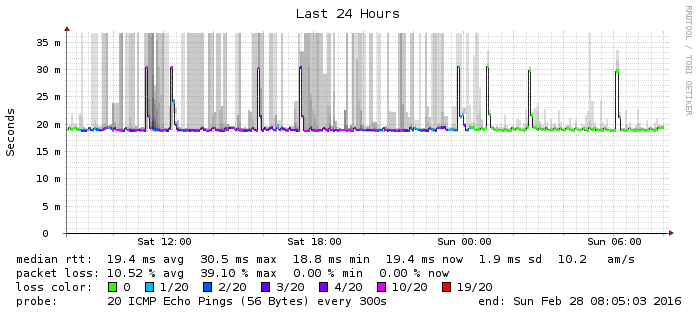 Last 24 Hours
RRDTOOL / TOBI OETIKER
Seconds
35 m
30 m
25 m
20 m
15 m
10 m
5 m
0
Sat 12:00 Sat 18:00 Sun 00:00 Sun 06:00
median rtt: 19.4 ms avg 30.5 ms max 18.8 ms min 19.4 ms now 1.9 ms sd 10.2 am/s
packet loss: 10.52 % avg 39.10 % max 0.00 % min 0.00 % now
loss color: 0 1/20 2/20 3/20 4/20 10/20 19/20
probe: 20 ICMP Echo Pings (56 Bytes) every 300s end: Sun Feb 28 08:05:03 2016